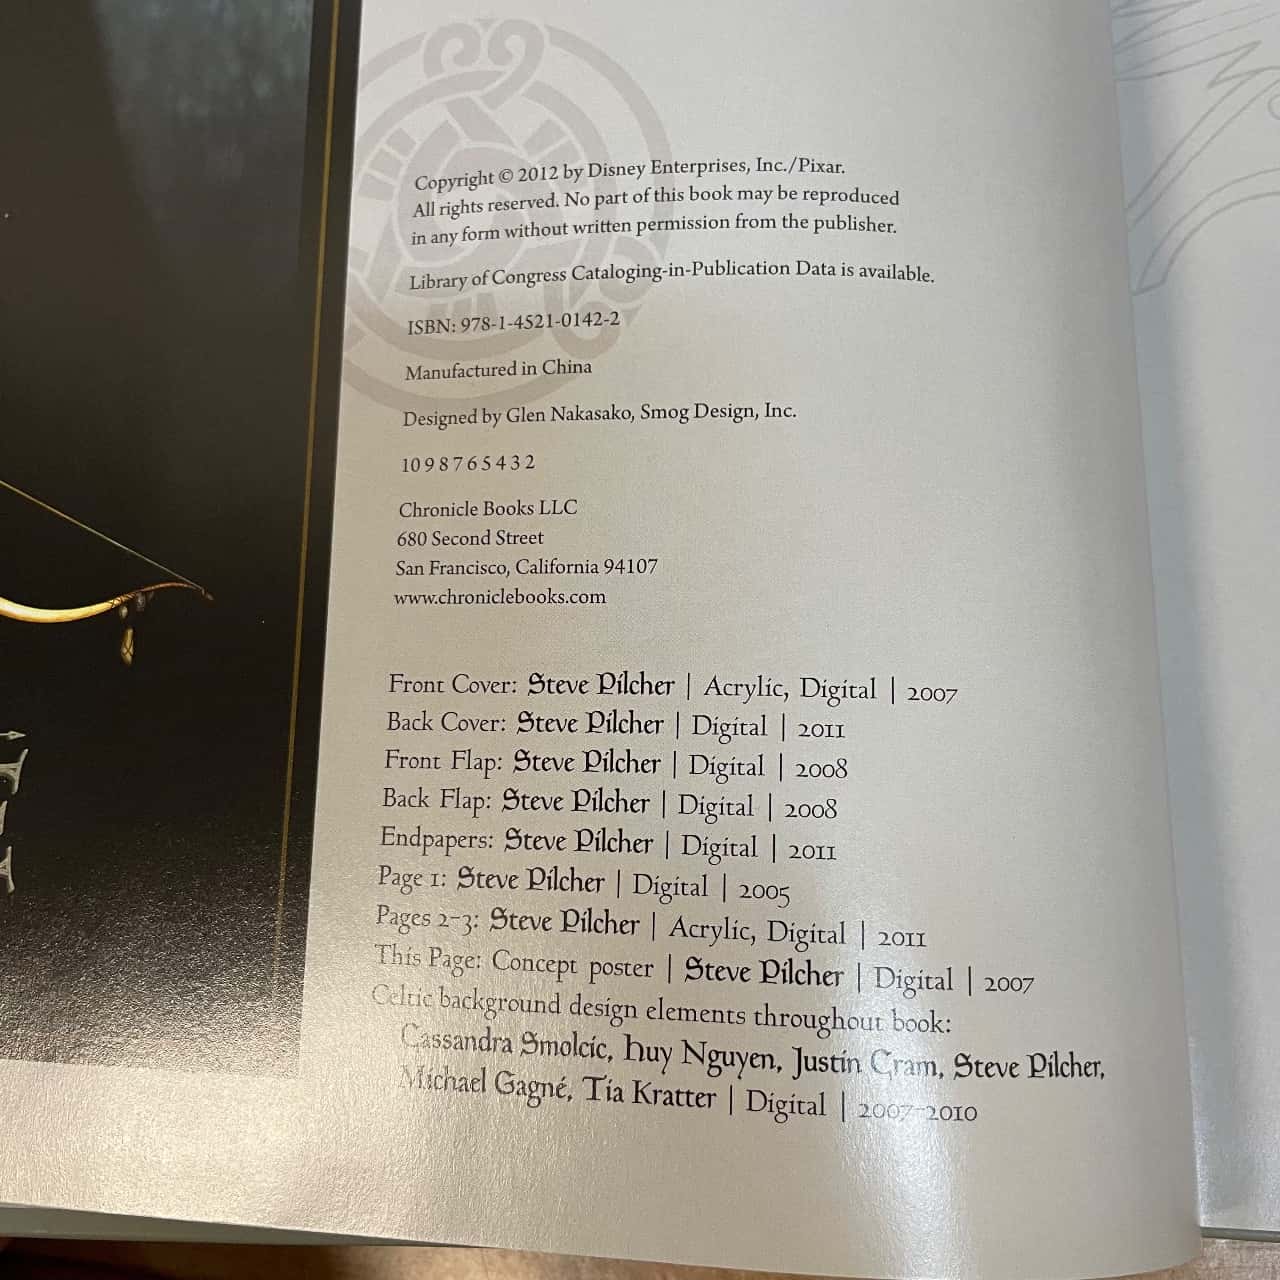 Copyright © 2012 by Disney Enterprises, Inc./Pixar.
All rights reserved. No part of this book may be reproduced
in any form without written permission from the publisher.
Library of Congress Cataloging-in-Publication Data is available.
ISBN: 978-1-4521-0142-2
Manufactured in China
Designed by Glen Nakasako, Smog Design, Inc.
10 9 8 7 6 5 4 3 2
Chronicle Books LLC
680 Second Street
San Francisco, California 94107
www.chroniclebooks.com
Front Cover: Steve Pilcher | Acrylic, Digital | 2007
Back Cover: Steve Pilcher | Digital | 2011
Front Flap: Steve Pilcher | Digital | 2008
Back Flap: Steve Pilcher | Digital | 2008
Endpapers: Steve Pilcher | Digital | 2011
Page 1: Steve Pilcher | Digital | 2005
Pages 2–3: Steve Pilcher | Acrylic, Digital | 2011
This Page: Concept poster | Steve Pilcher | Digital | 2007
Celtic background design elements throughout book:
Cassandra Smolcic, Huy Nguyen, Justin Cram, Steve Pilcher,
Michael Gagné, Tia Kratter | Digital | 2007–2010